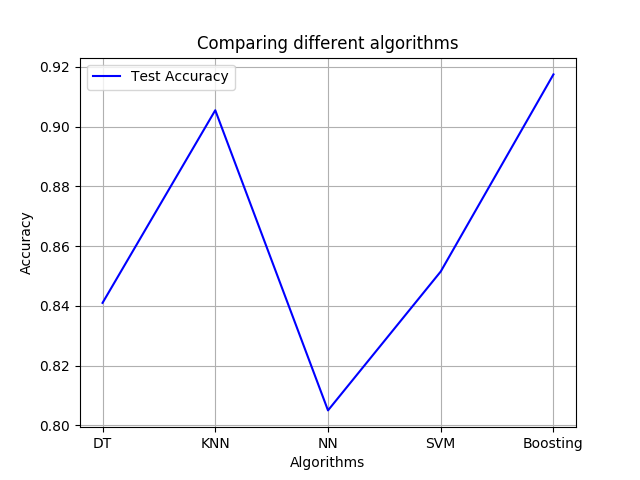 Comparing different algorithms
Test Accuracy
Accuracy
0.92
0.90
0.88
0.86
0.84
0.82
0.80
DT KNN NN SVM Boosting
Algorithms